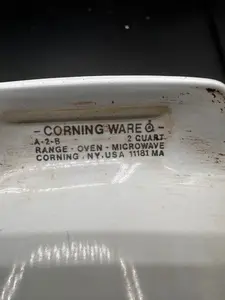 - CORNING WARE -
A-2-B 2 QUART
RANGE - OVEN - MICROWAVE
CORNING - NY. USA 11181 MA